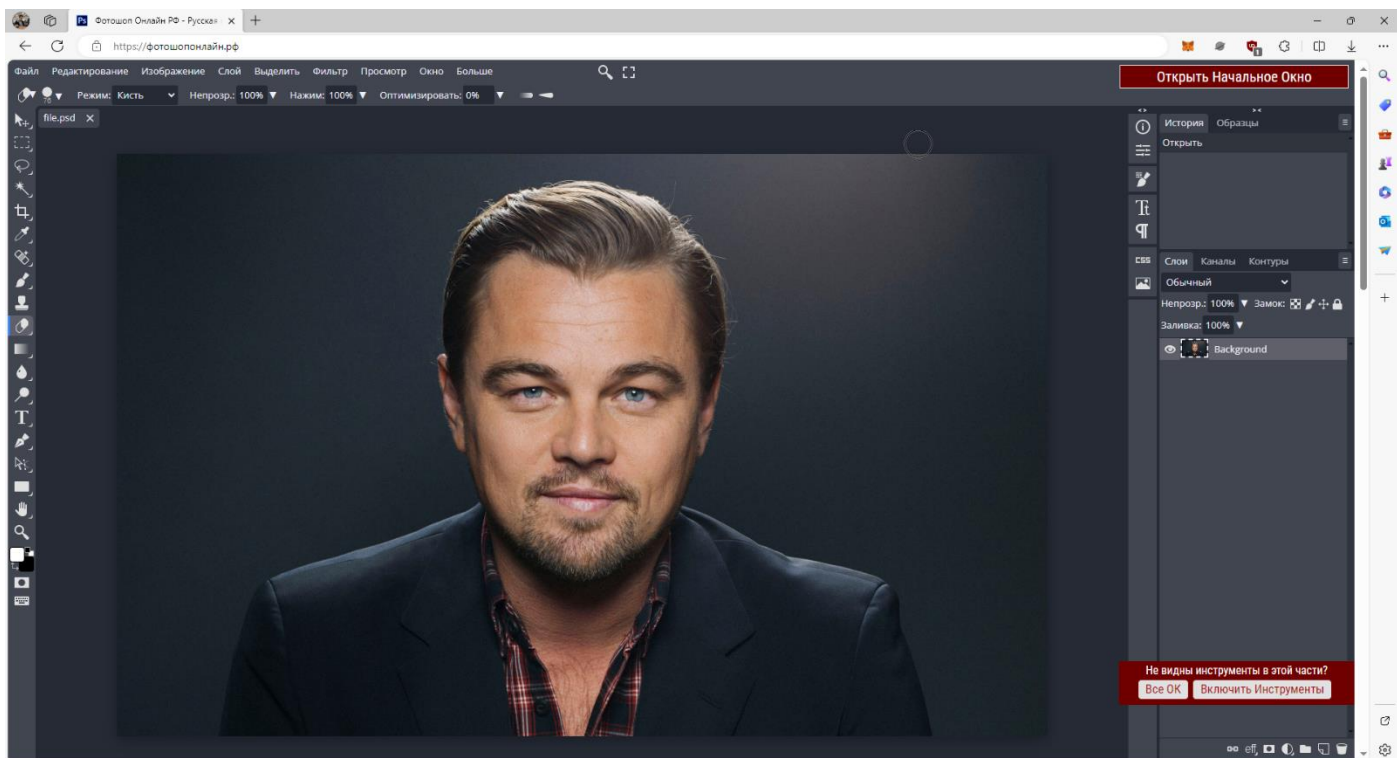 Фотошоп Онлайн РФ - Русская
https://фотошопонлайн.рф
Файл Редактирование Изображение Слой Выделить Фильтр Просмотр Окно Больше
Открыть Начальное Окно
Режим: Кисть Непрозр.: 100% Нажим: 100% Оптимизировать: 0%
file.psd
История Образцы
Открыть
CSS
Слои Каналы Контуры
Обычный
Непрозр.: 100% Замок:
Заливка: 100%
Background
Не видны инструменты в этой части?
Все ОК Включить Инструменты
eff